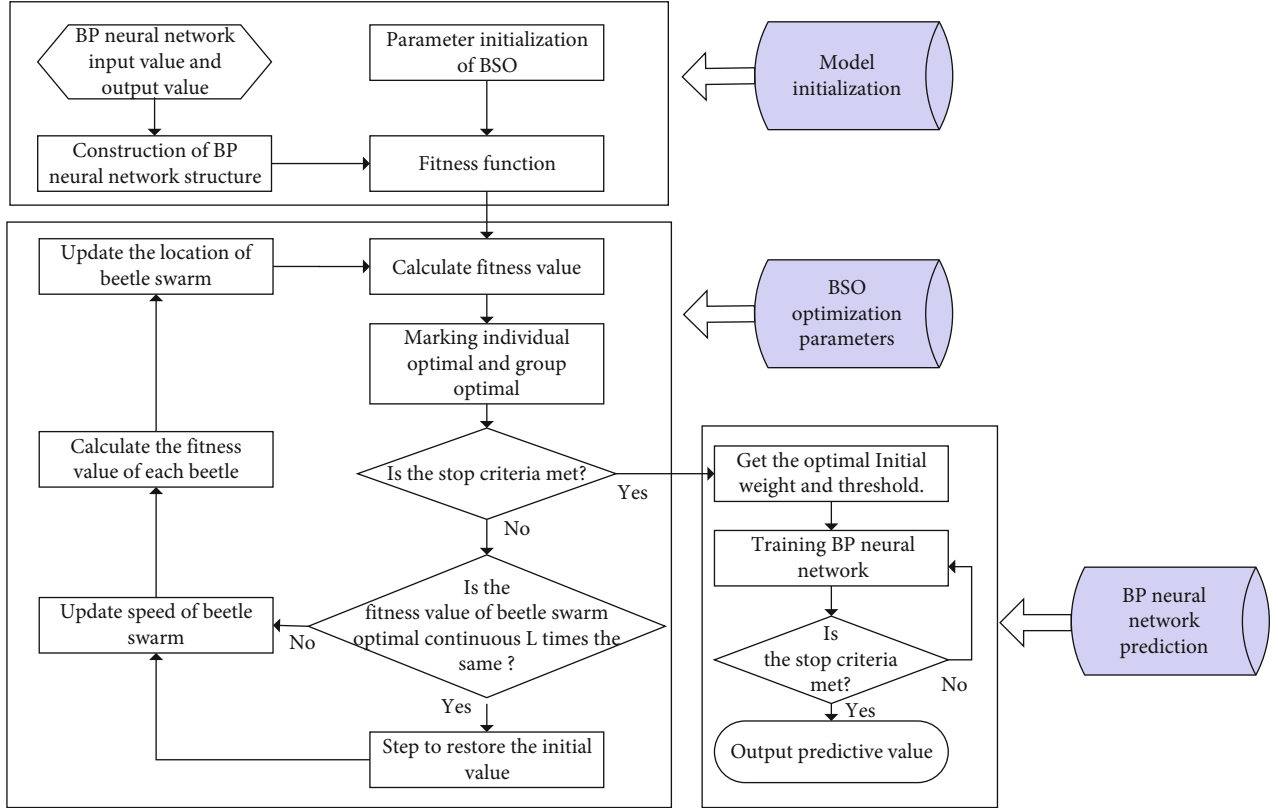 BP neural network
input value and
output value
Parameter initialization
of BSO
Model
initialization
Construction of BP
neural network structure
Fitness function
Update the location of
beetle swarm
Calculate fitness value
BSO
optimization
parameters
Marking individual
optimal and group
optimal
Calculate the fitness
value of each beetle
Is the stop criteria met?
Yes
No
Get the optimal Initial
weight and threshold.
Training BP neural
network
Is the
fitness value of beetle swarm
optimal continuous L times the
same ?
No
Yes
Update speed of beetle
swarm
Step to restore the initial
value
Is
the stop criteria
met?
No
Yes
Output predictive value
BP neural
network
prediction